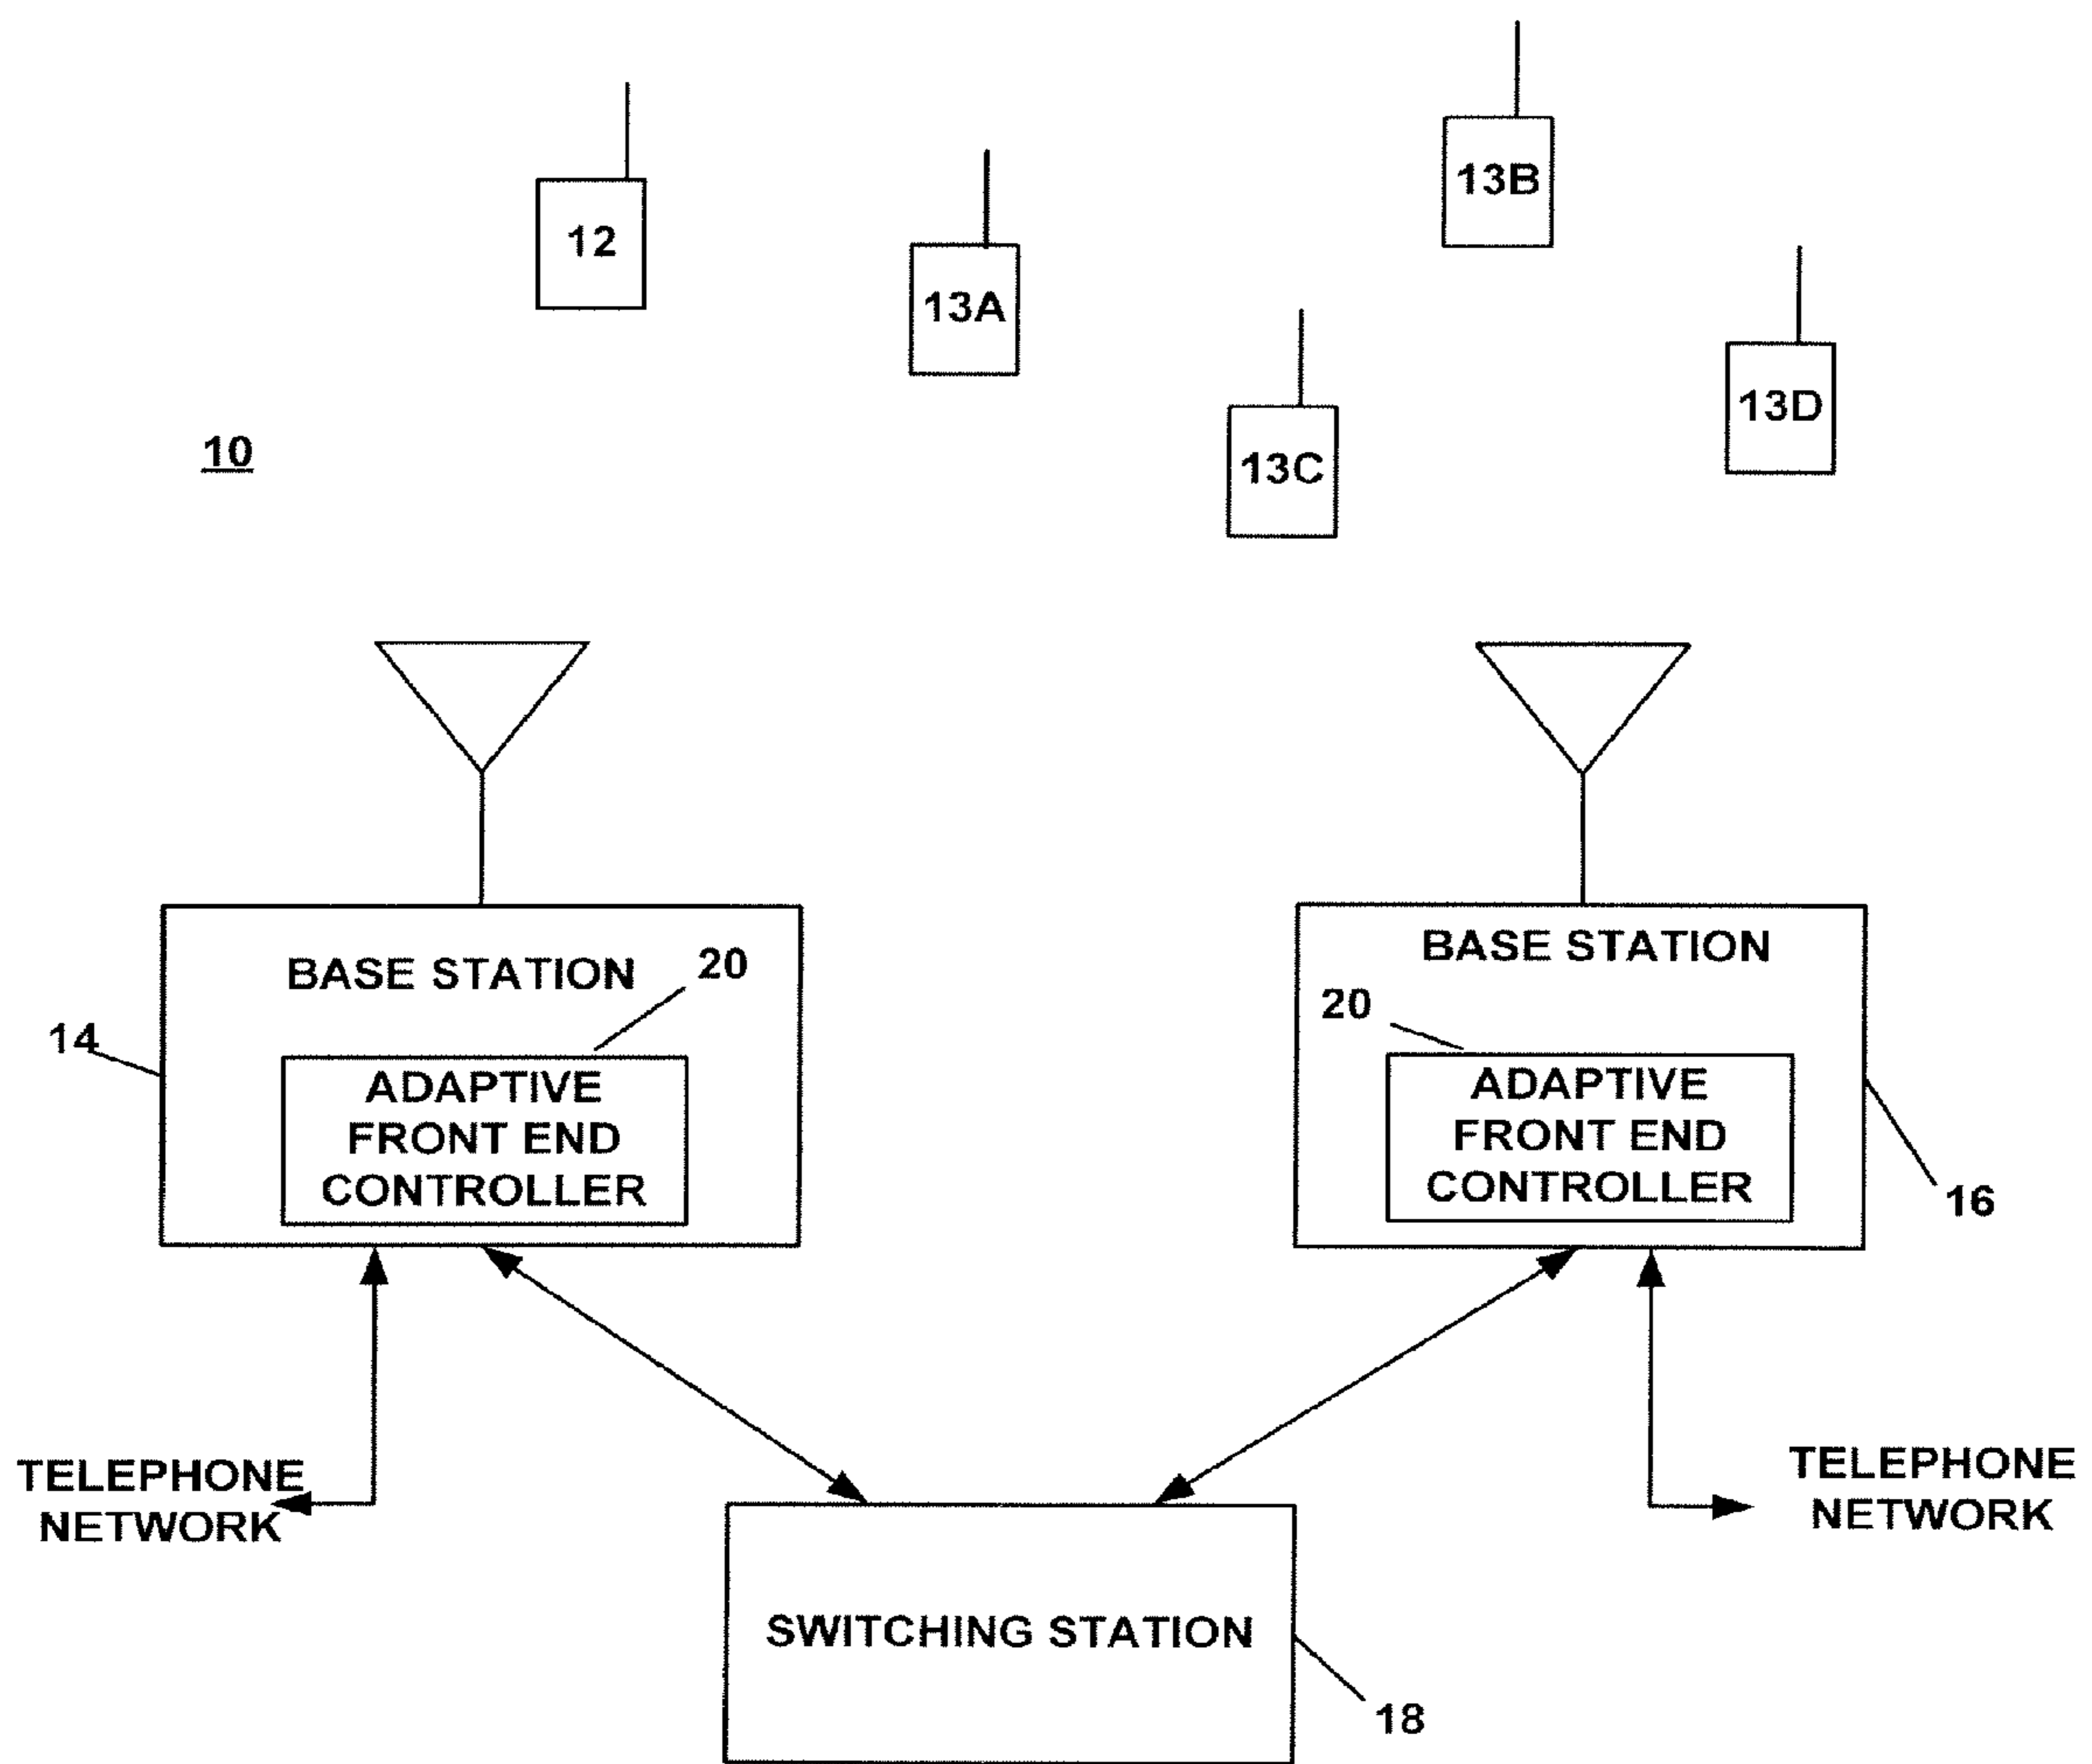 13B
12
13A
13D
10
13C
BASE STATION
20
14
ADAPTIVE
FRONT END
CONTROLLER
BASE STATION
20
ADAPTIVE
FRONT END
CONTROLLER
16
TELEPHONE
NETWORK
TELEPHONE
NETWORK
SWITCHING STATION
18